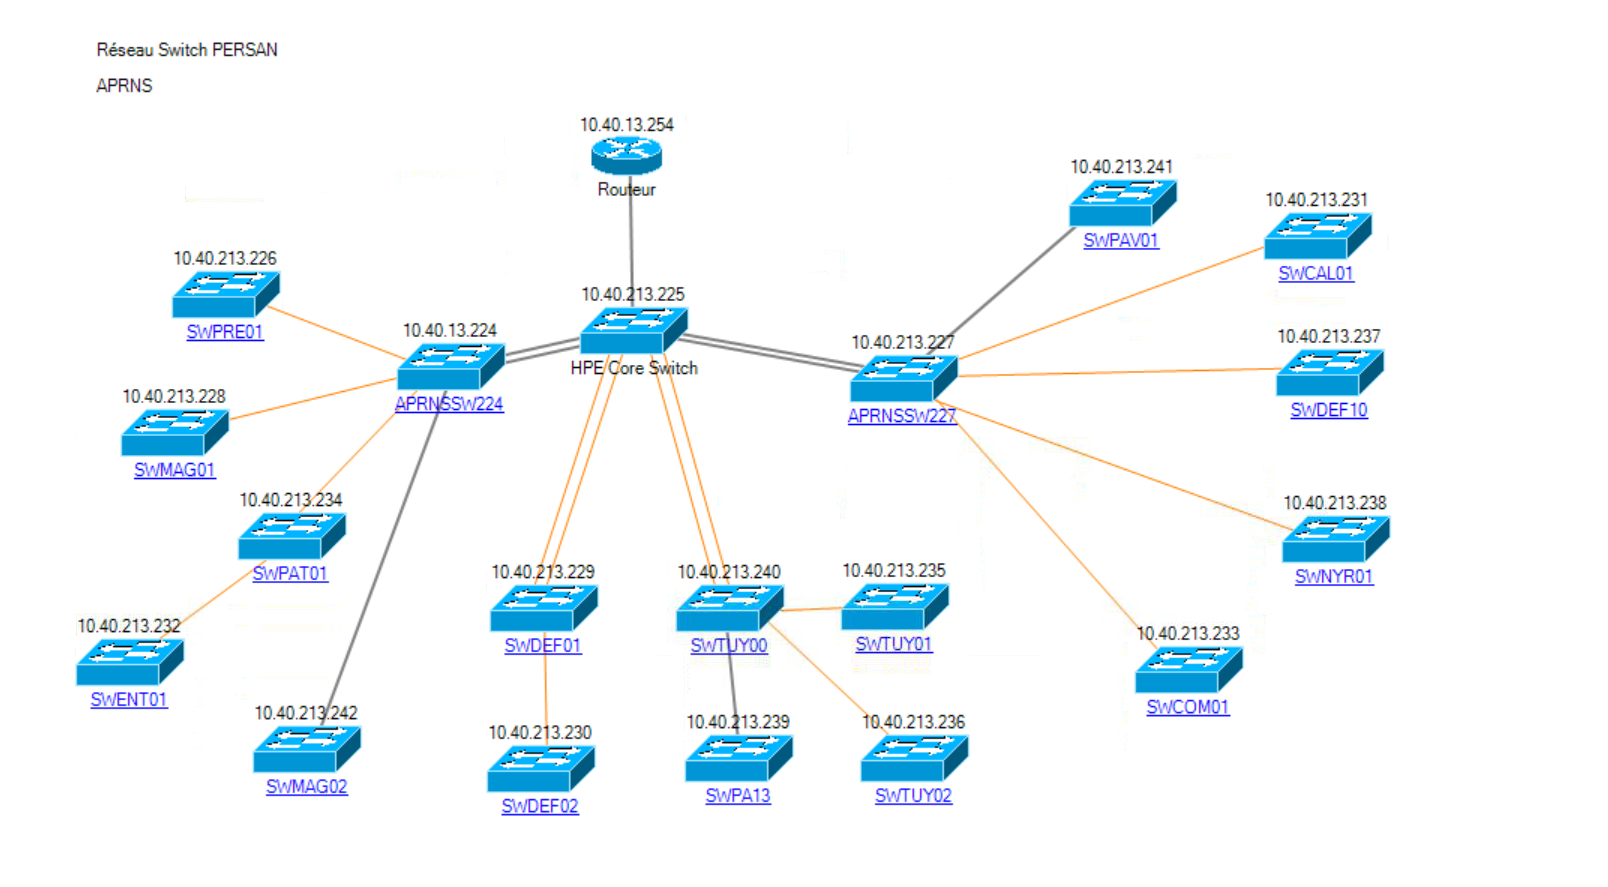 Réseau Switch PERSAN
APRNS
10.40.13.254
Routeur
10.40.213.241
SWPAV01
10.40.213.231
SWCAL01
10.40.213.226
SWPRE01
10.40.213.225
HPE Core Switch
10.40.13.224
APRNSSW224
10.40.213.227
APRNSSW227
10.40.213.237
SWDEF10
10.40.213.228
SWMAG01
10.40.213.234
SWPAT01
10.40.213.238
SWNYR01
10.40.213.229
SWDEF01
10.40.213.240
SWTUY00
10.40.213.235
SWTUY01
10.40.213.232
SWENT01
10.40.213.233
SWCOM01
10.40.213.242
SWMAG02
10.40.213.230
SWDEF02
10.40.213.239
SWPA13
10.40.213.236
SWTUY02